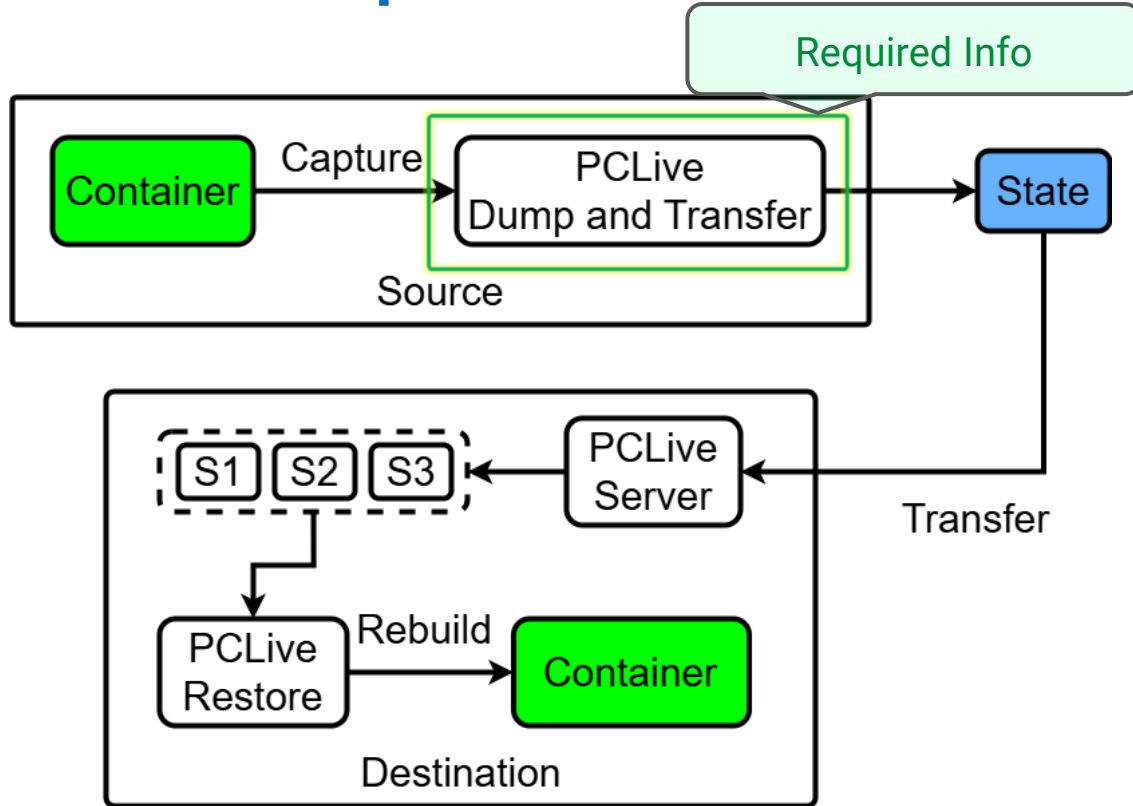 Required Info
Container
Capture
PCLive
Dump and Transfer
State
Source
S1 S2 S3
PCLive
Server
Transfer
PCLive
Restore
Rebuild
Container
Destination